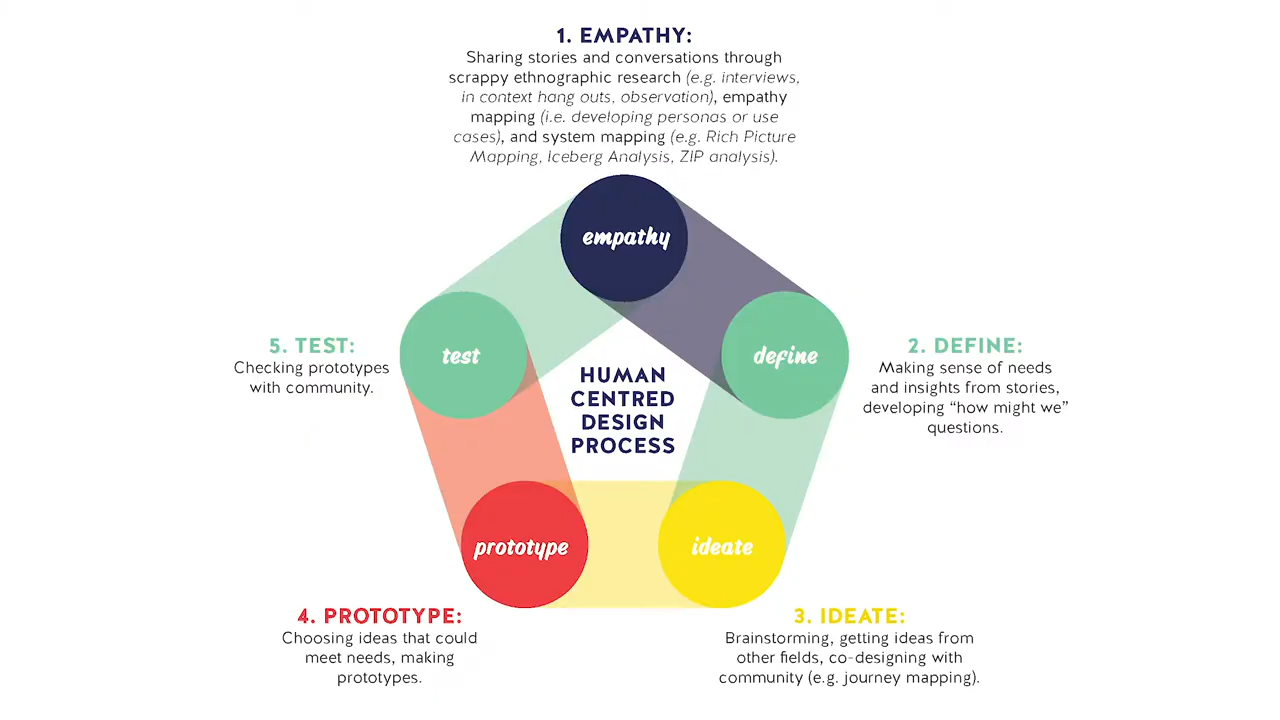 1. EMPATHY:
Sharing stories and conversations through
scrappy ethnographic research (e.g. interviews,
in context hang outs, observation), empathy
mapping (i.e. developing personas or use
cases), and system mapping (e.g. Rich Picture
Mapping, Iceberg Analysis, ZIP analysis).
empathy
define
2. DEFINE:
Making sense of needs
and insights from stories,
developing “how might we”
questions.
ideate
3. IDEATE:
Brainstorming, getting ideas from
other fields, co-designing with
community (e.g. journey mapping).
prototype
4. PROTOTYPE:
Choosing ideas that could
meet needs, making
prototypes.
test
5. TEST:
Checking prototypes
with community.
HUMAN
CENTRED
DESIGN
PROCESS